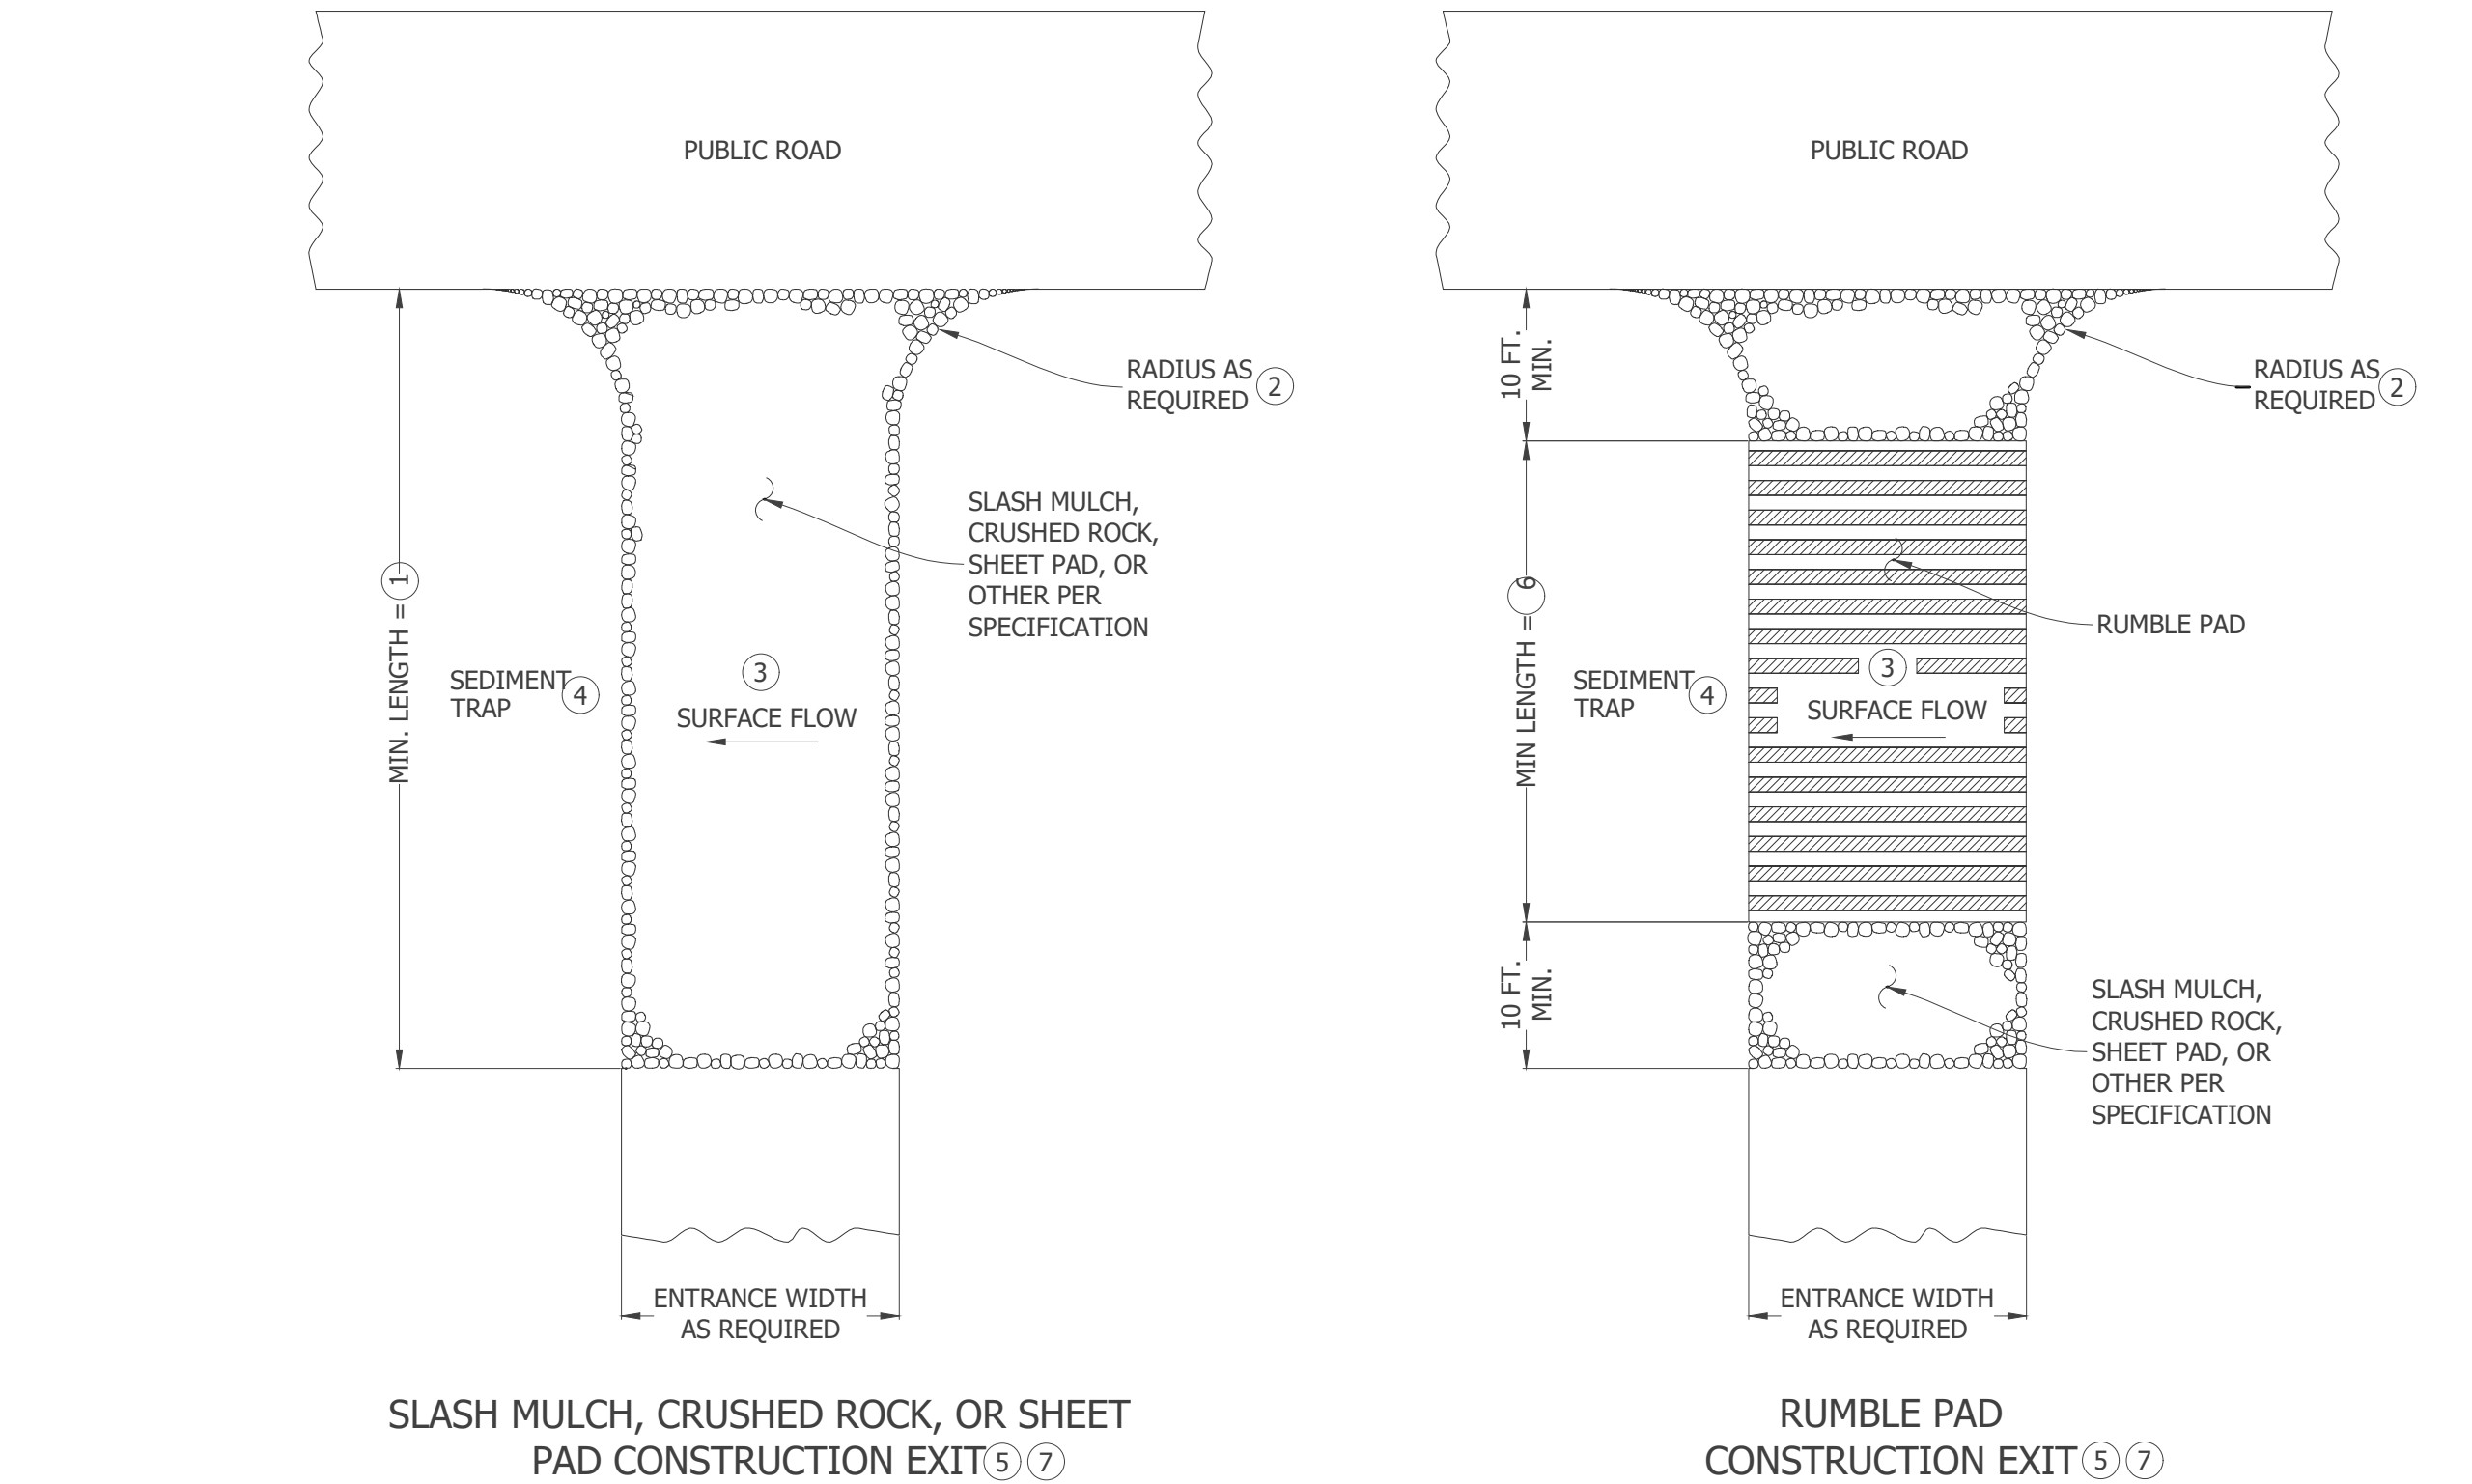 PUBLIC ROAD
RADIUS AS
REQUIRED 2
SLASH MULCH,
CRUSHED ROCK,
SHEET PAD, OR
OTHER PER
SPECIFICATION
MIN. LENGTH = 1
SEDIMENT
TRAP 4
3
SURFACE FLOW
ENTRANCE WIDTH
AS REQUIRED
SLASH MULCH, CRUSHED ROCK, OR SHEET
PAD CONSTRUCTION EXIT 5 7
PUBLIC ROAD
10 FT.
MIN.
RADIUS AS
REQUIRED 2
MIN LENGTH = 6
RUMBLE PAD
SEDIMENT
TRAP 4
3
SURFACE FLOW
10 FT.
MIN.
SLASH MULCH,
CRUSHED ROCK,
SHEET PAD, OR
OTHER PER
SPECIFICATION
ENTRANCE WIDTH
AS REQUIRED
RUMBLE PAD
CONSTRUCTION EXIT 5 7